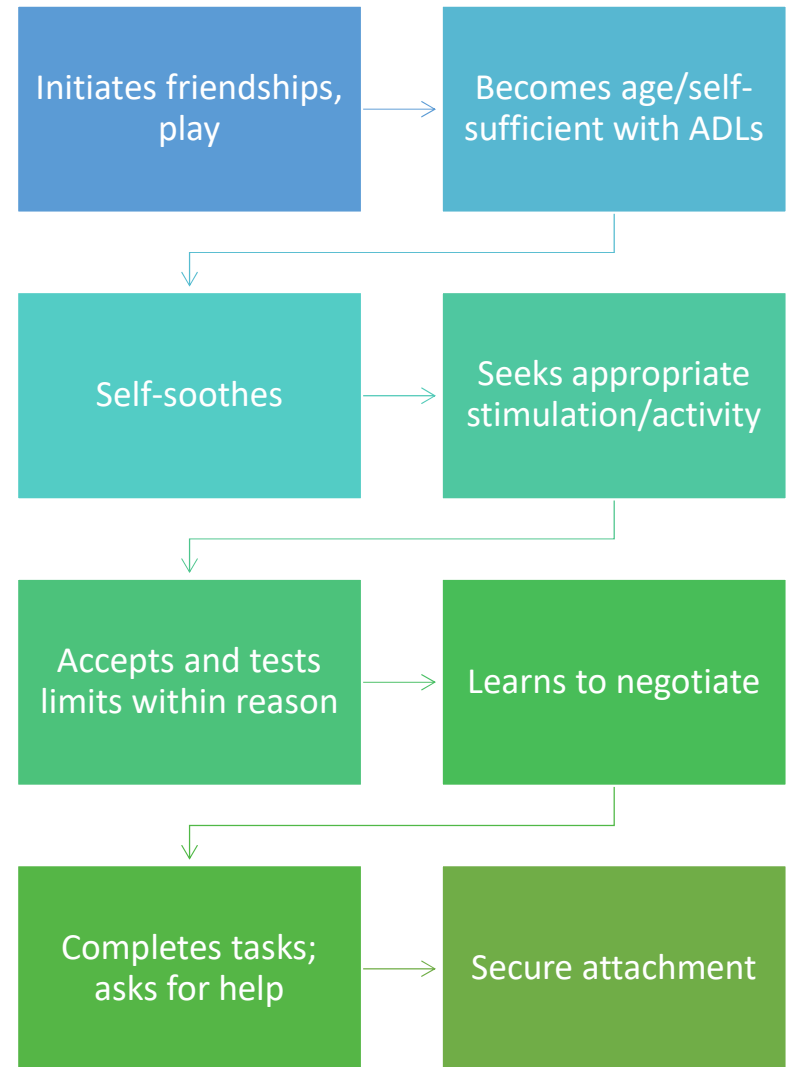 Initiates friendships,
play
Becomes age/self-
sufficient with ADLs
Self-soothes
Seeks appropriate
stimulation/activity
Accepts and tests
limits within reason
Learns to negotiate
Completes tasks;
asks for help
Secure attachment